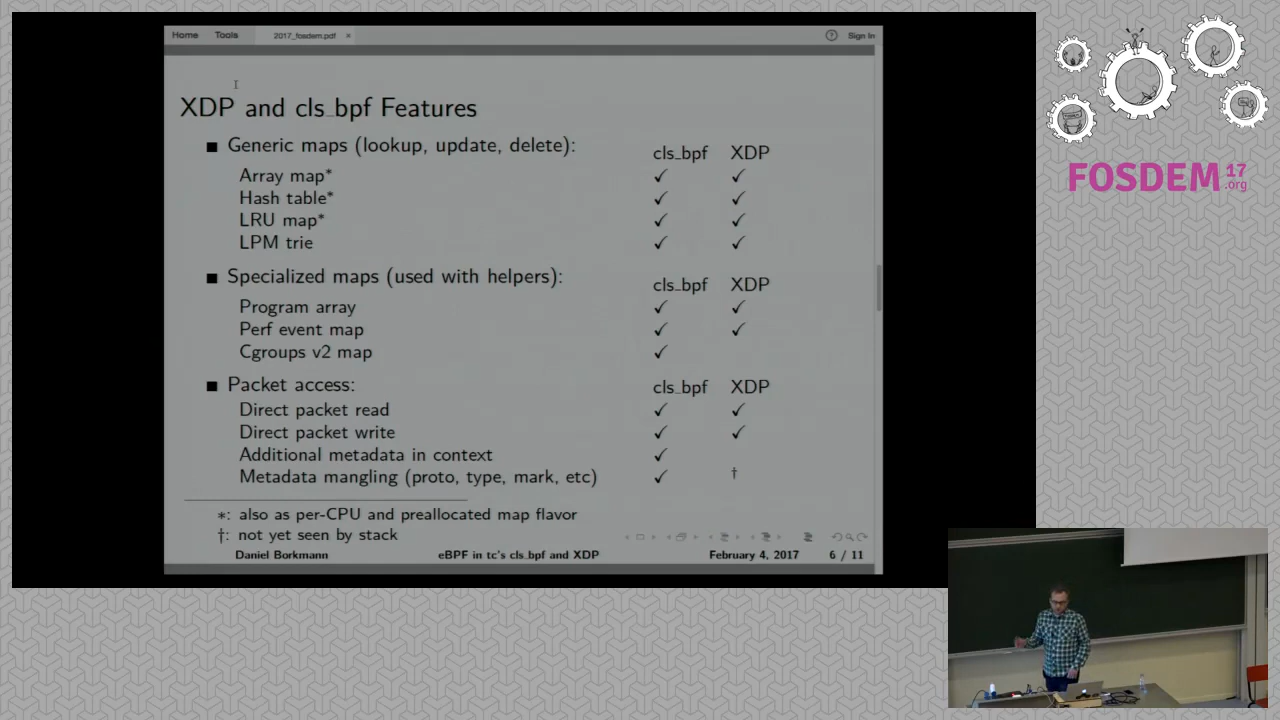 Home Tools 2017_fosdem.pdf × ? Sign In
XDP and cls_bpf Features
■ Generic maps (lookup, update, delete): cls_bpf XDP
Array map* ✓ ✓
Hash table* ✓ ✓
LRU map* ✓ ✓
LPM trie ✓ ✓
■ Specialized maps (used with helpers): cls_bpf XDP
Program array ✓ ✓
Perf event map ✓ ✓
Cgroups v2 map ✓
■ Packet access: cls_bpf XDP
Direct packet read ✓ ✓
Direct packet write ✓ ✓
Additional metadata in context ✓
Metadata mangling (proto, type, mark, etc) ✓ †
*: also as per-CPU and preallocated map flavor
†: not yet seen by stack
Daniel Borkmann eBPF in tc's cls_bpf and XDP February 4, 2017 6 / 11
FOSDEM 17
.org